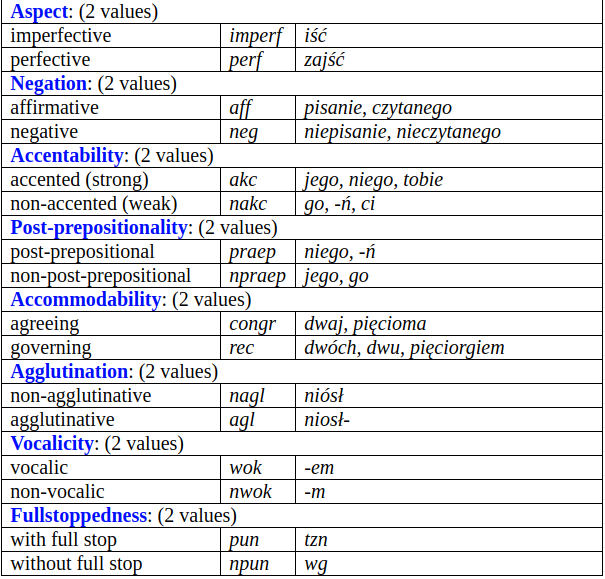 Aspect: (2 values)
imperfective imperf iść
perfective perf zajść
Negation: (2 values)
affirmative aff pisanie, czytanego
negative neg niepisanie, nieczytanego
Accentability: (2 values)
accented (strong) akc jego, niego, tobie
non-accented (weak) nakc go, -ń, ci
Post-prepositionality: (2 values)
post-prepositional praep niego, -ń
non-post-prepositional npraep jego, go
Accommodability: (2 values)
agreeing congr dwaj, pięcioma
governing rec dwóch, dwu, pięciorgiem
Agglutination: (2 values)
non-agglutinative nagl niósł
agglutinative agl niosł-
Vocalicity: (2 values)
vocalic wok -em
non-vocalic nwok -m
Fullstoppedness: (2 values)
with full stop pun tzn
without full stop npun wg